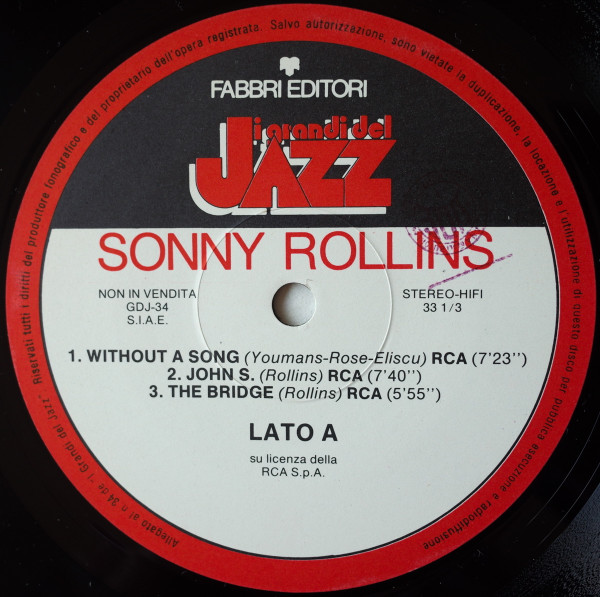 FABBRI EDITORI
i grandi del
JAZZ
SONNY ROLLINS
NON IN VENDITA
GDJ-34
S.I.A.E.
STEREO-HIFI
33 1/3
1. WITHOUT A SONG (Youmans-Rose-Eliscu) RCA (7'23'')
2. JOHN S. (Rollins) RCA (7'40'')
3. THE BRIDGE (Rollins) RCA (5'55'')
LATO A
su licenza della
RCA S.p.A.
Allegato al n 34 de "I Grandi del Jazz" Riservati tutti i diritti del produttore fonografico e del proprietario dell'opera registrata. Salvo autorizzazione, sono vietate la duplicazione, la locazione e l'utilizzazione di questo disco per pubblica esecuzione e radiodiffusione